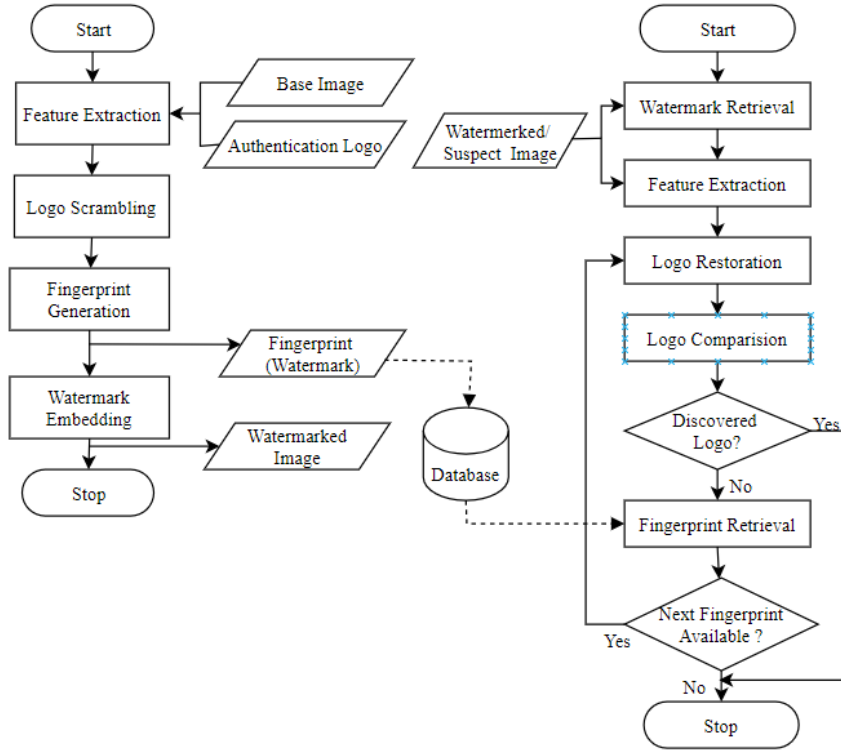 Start
Base Image
Feature Extraction
Authentication Logo
Logo Scrambling
Fingerprint
Generation
Fingerprint
(Watermark)
Watermark
Embedding
Watermarked
Image
Stop
Database
Start
Watermark Retrieval
Watermerked/
Suspect Image
Feature Extraction
Logo Restoration
Logo Comparision
Discovered
Logo?
Yes
No
Fingerprint Retrieval
Next Fingerprint
Available ?
Yes
No
Stop